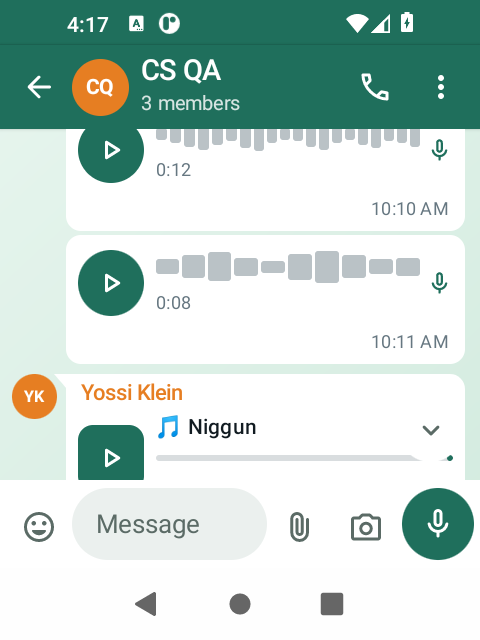 4:17
CQ
CS QA
3 members
0:12
10:10 AM
0:08
10:11 AM
YK
Yossi Klein
🎵 Niggun
Message